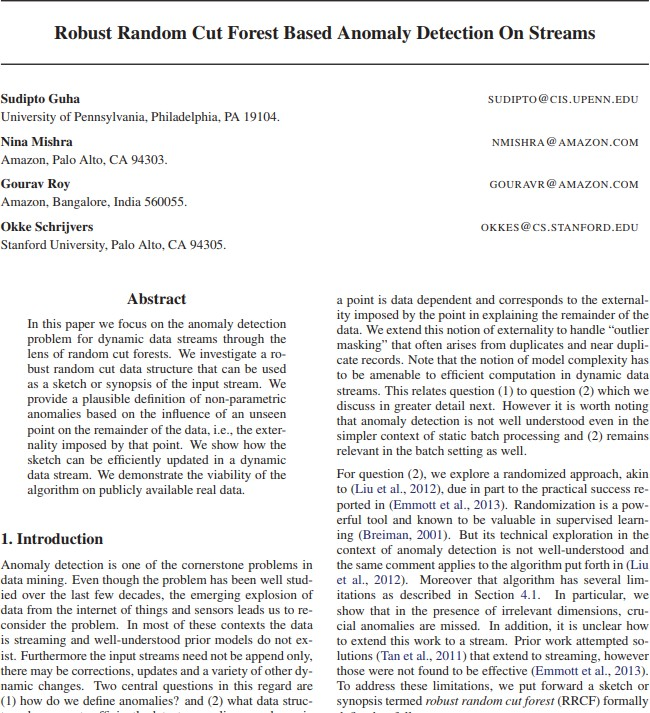 Robust Random Cut Forest Based Anomaly Detection On Streams
Sudipto Guha SUDIPTO@CIS.UPENN.EDU
University of Pennsylvania, Philadelphia, PA 19104.
Nina Mishra NMISHRA@AMAZON.COM
Amazon, Palo Alto, CA 94303.
Gourav Roy GOURAVR@AMAZON.COM
Amazon, Bangalore, India 560055.
Okke Schrijvers OKKES@CS.STANFORD.EDU
Stanford University, Palo Alto, CA 94305.
Abstract
In this paper we focus on the anomaly detection
problem for dynamic data streams through the
lens of random cut forests. We investigate a ro-
bust random cut data structure that can be used
as a sketch or synopsis of the input stream. We
provide a plausible definition of non-parametric
anomalies based on the influence of an unseen
point on the remainder of the data, i.e., the exter-
nality imposed by that point. We show how the
sketch can be efficiently updated in a dynamic
data stream. We demonstrate the viability of the
algorithm on publicly available real data.
1. Introduction
Anomaly detection is one of the cornerstone problems in
data mining. Even though the problem has been well stud-
ied over the last few decades, the emerging explosion of
data from the internet of things and sensors leads us to re-
consider the problem. In most of these contexts the data
is streaming and well-understood prior models do not ex-
ist. Furthermore the input streams need not be append only,
there may be corrections, updates and a variety of other dy-
namic changes. Two central questions in this regard are
(1) how do we define anomalies? and (2) what data struc-
a point is data dependent and corresponds to the external-
ity imposed by the point in explaining the remainder of the
data. We extend this notion of externality to handle “outlier
masking” that often arises from duplicates and near dupli-
cate records. Note that the notion of model complexity has
to be amenable to efficient computation in dynamic data
streams. This relates question (1) to question (2) which we
discuss in greater detail next. However it is worth noting
that anomaly detection is not well understood even in the
simpler context of static batch processing and (2) remains
relevant in the batch setting as well.
For question (2), we explore a randomized approach, akin
to (Liu et al., 2012), due in part to the practical success re-
ported in (Emmott et al., 2013). Randomization is a pow-
erful tool and known to be valuable in supervised learn-
ing (Breiman, 2001). But its technical exploration in the
context of anomaly detection is not well-understood and
the same comment applies to the algorithm put forth in (Liu
et al., 2012). Moreover that algorithm has several lim-
itations as described in Section 4.1. In particular, we
show that in the presence of irrelevant dimensions, cru-
cial anomalies are missed. In addition, it is unclear how
to extend this work to a stream. Prior work attempted so-
lutions (Tan et al., 2011) that extend to streaming, however
those were not found to be effective (Emmott et al., 2013).
To address these limitations, we put forward a sketch or
synopsis termed robust random cut forest (RRCF) formally